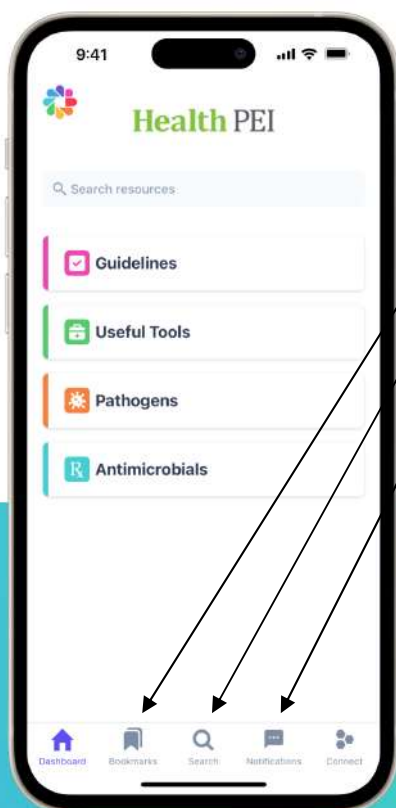 9:41
Health PEI
Search resources
Guidelines
Useful Tools
Pathogens
Antimicrobials
Dashboard Bookmarks Search Notifications Connect